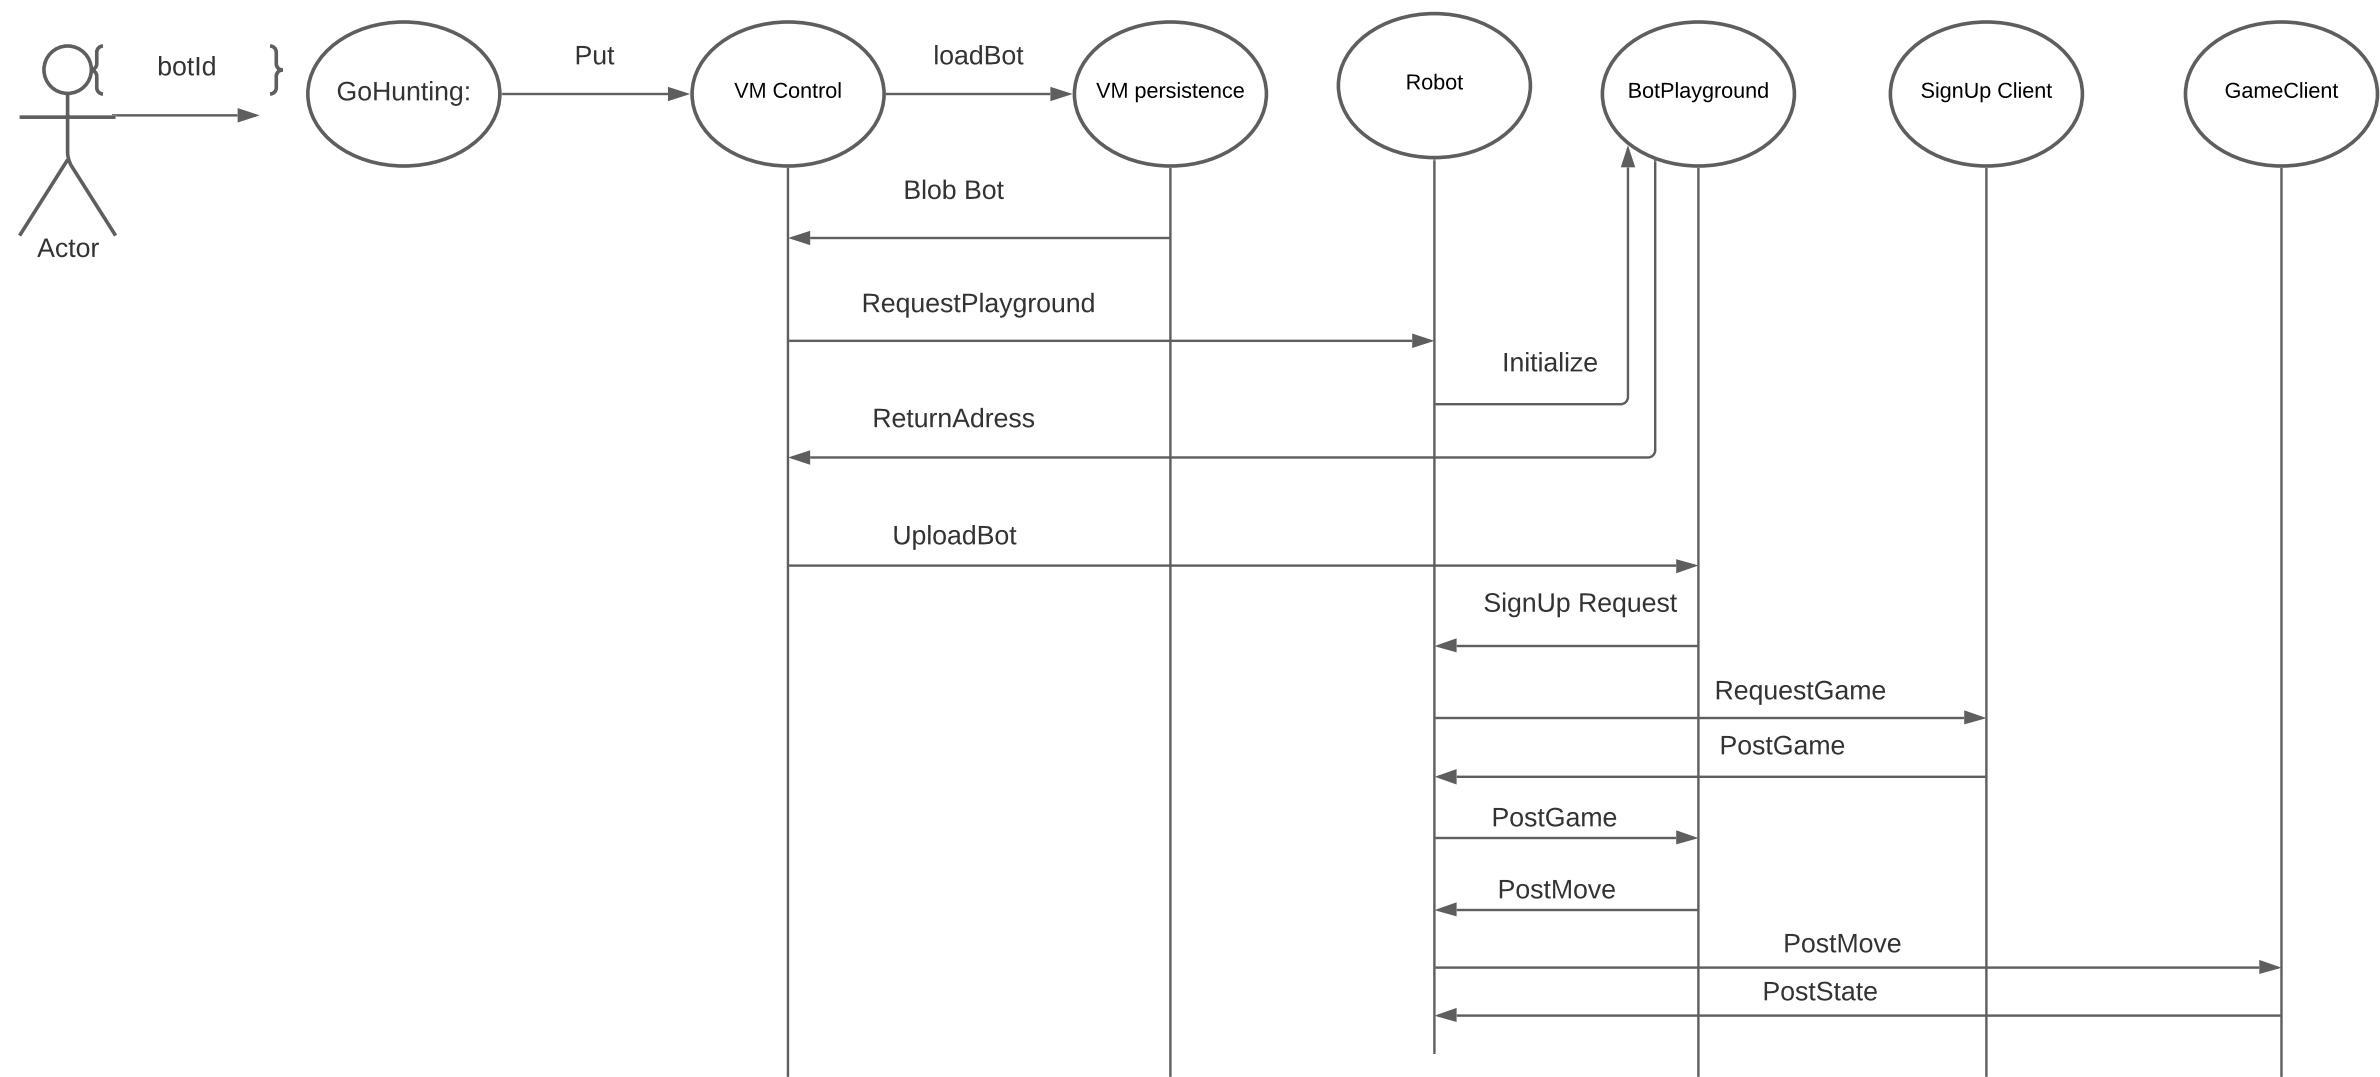 { botId }
GoHunting:
Put
VM Control
loadBot
VM persistence
Robot
BotPlayground
SignUp Client
GameClient
Actor
Blob Bot
RequestPlayground
Initialize
ReturnAdress
UploadBot
SignUp Request
RequestGame
PostGame
PostGame
PostMove
PostMove
PostState